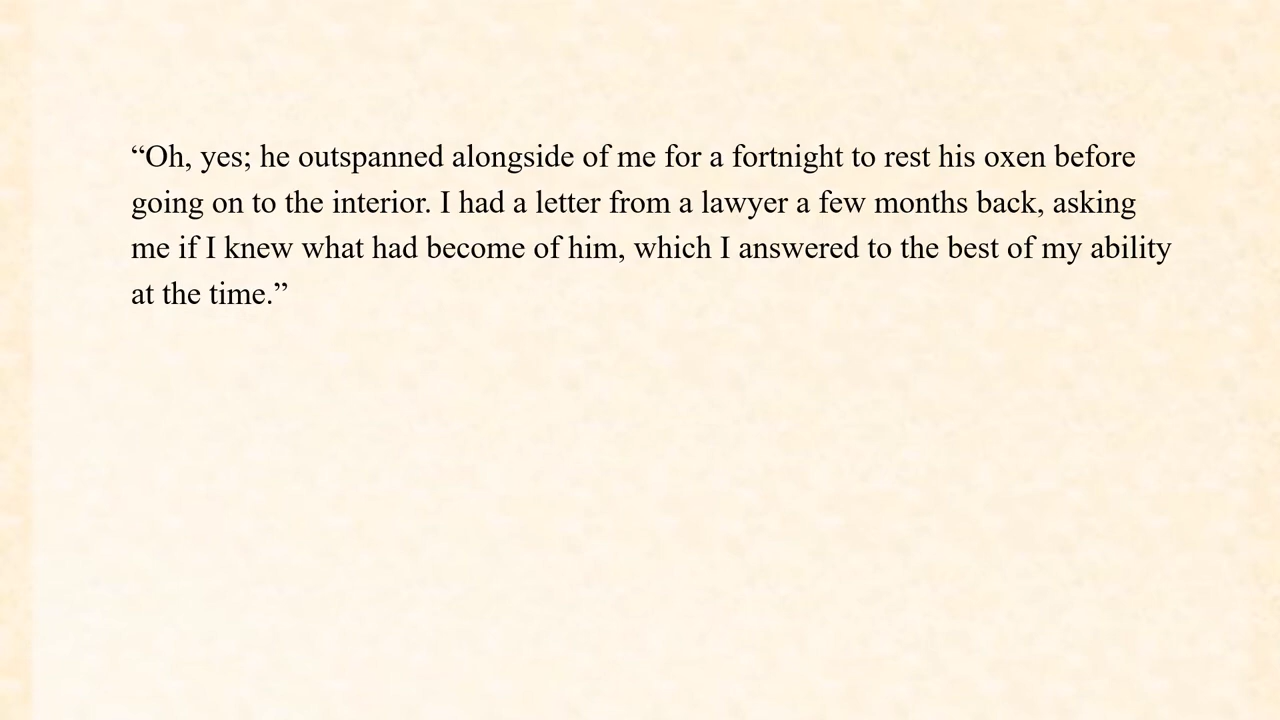 “Oh, yes; he outspanned alongside of me for a fortnight to rest his oxen before
going on to the interior. I had a letter from a lawyer a few months back, asking
me if I knew what had become of him, which I answered to the best of my ability
at the time.”